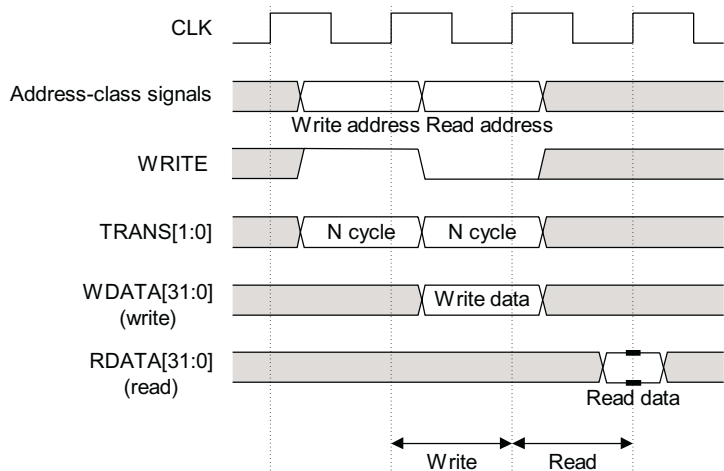 CLK
Address-class signals
Write address Read address
WRITE
TRANS[1:0]
N cycle N cycle
WDATA[31:0]
(write)
Write data
RDATA[31:0]
(read)
Read data
Write Read